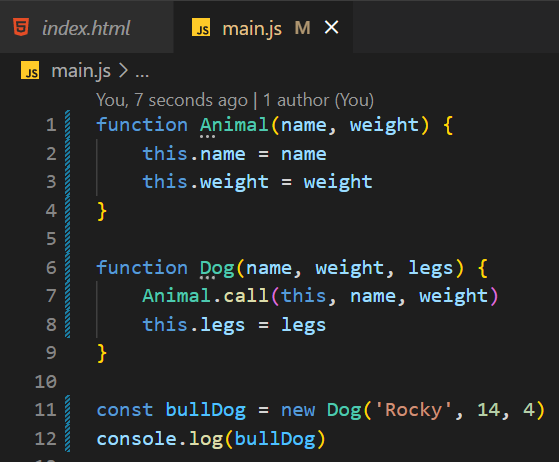 index.html JS main.js M ×
JS main.js > ...
You, 7 seconds ago | 1 author (You)
1 function Animal(name, weight) {
2     this.name = name
3     this.weight = weight
4 }
5
6 function Dog(name, weight, legs) {
7     Animal.call(this, name, weight)
8     this.legs = legs
9 }
10
11 const bullDog = new Dog('Rocky', 14, 4)
12 console.log(bullDog)